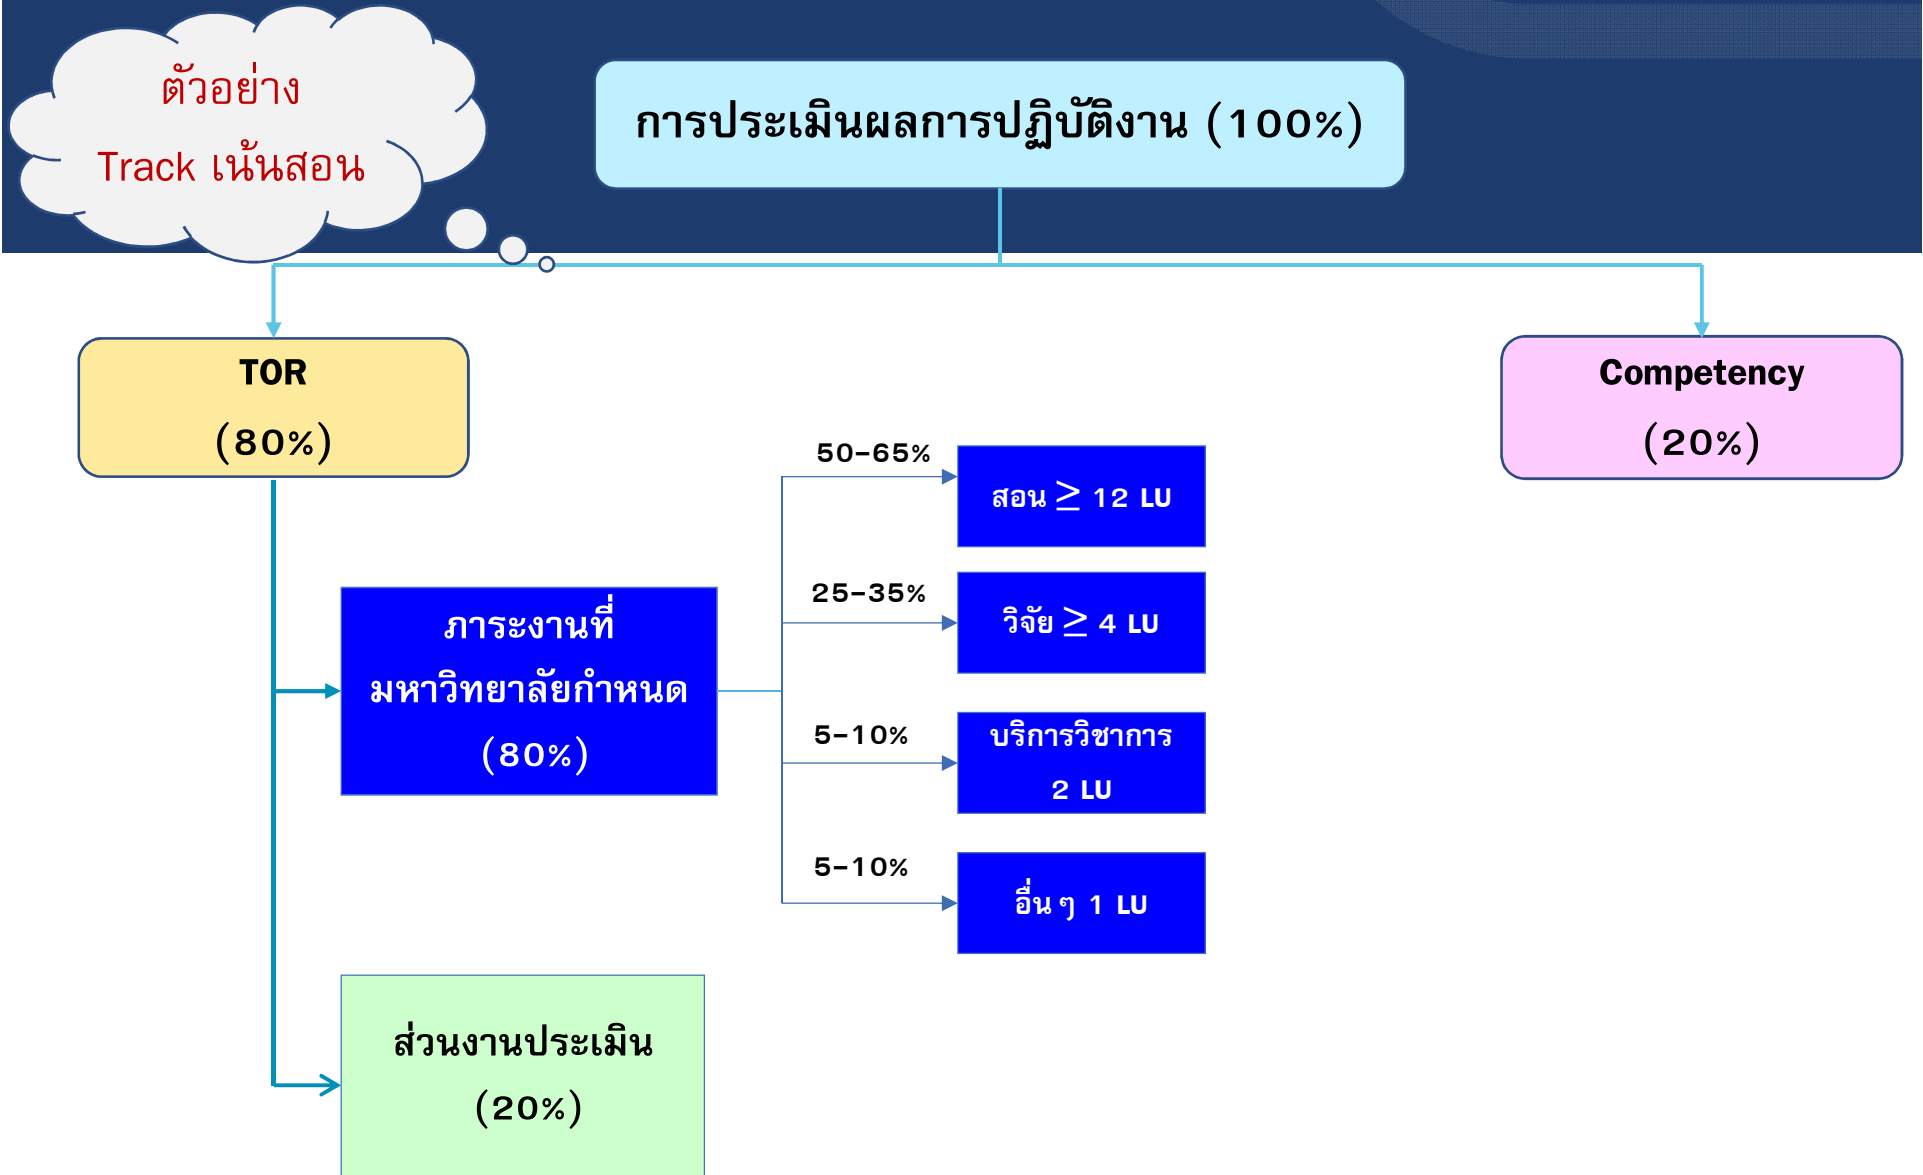 ตัวอย่าง
Track เน้นสอน
การประเมินผลการปฏิบัติงาน (100%)
TOR
(80%)
Competency
(20%)
ภาระงานที่
มหาวิทยาลัยกำหนด
(80%)
50-65%
สอน ≥ 12 LU
25-35%
วิจัย ≥ 4 LU
5-10%
บริการวิชาการ
2 LU
5-10%
อื่น ๆ 1 LU
ส่วนงานประเมิน
(20%)